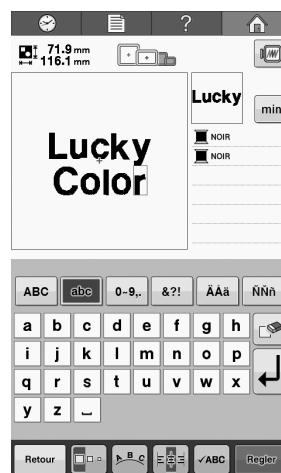 ?
71.9 mm
116.1 mm
Lucky
min
NOIR
NOIR
Lucky
Color
ABC abc 0~9,. &?! ÄÁä ÑÑñ
a b c d e f g h
i j k l m n o p
q r s t u v w x
y z
Retour A B C ✓ABC Regler